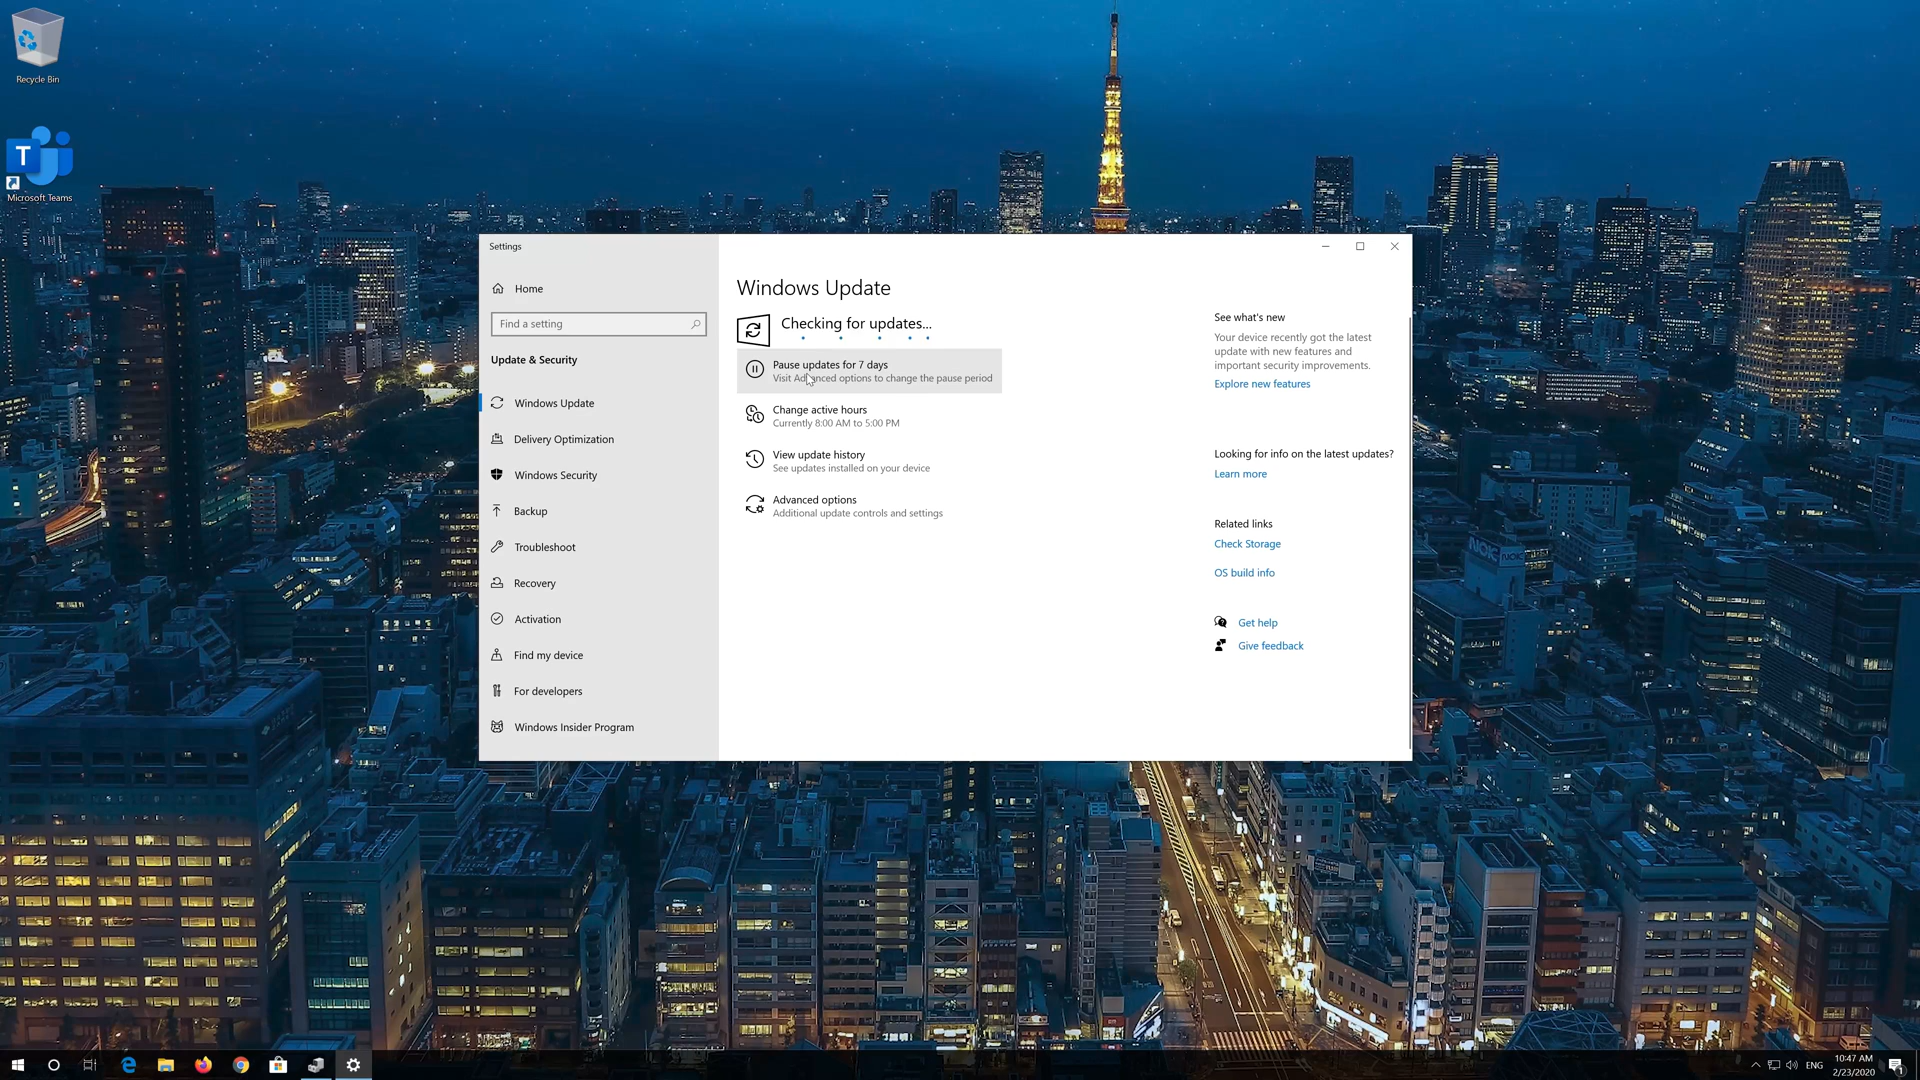 Recycle Bin
T
Microsoft Teams
Settings
Home
Find a setting
Update & Security
Windows Update
Delivery Optimization
Windows Security
Backup
Troubleshoot
Recovery
Activation
Find my device
For developers
Windows Insider Program
Windows Update
Checking for updates...
Pause updates for 7 days
Visit Advanced options to change the pause period
Change active hours
Currently 8:00 AM to 5:00 PM
View update history
See updates installed on your device
Advanced options
Additional update controls and settings
See what's new
Your device recently got the latest
update with new features and
important security improvements.
Explore new features
Looking for info on the latest updates?
Learn more
Related links
Check Storage
OS build info
Get help
Give feedback
NOK
ENG
10:47 AM
2/23/2020
1